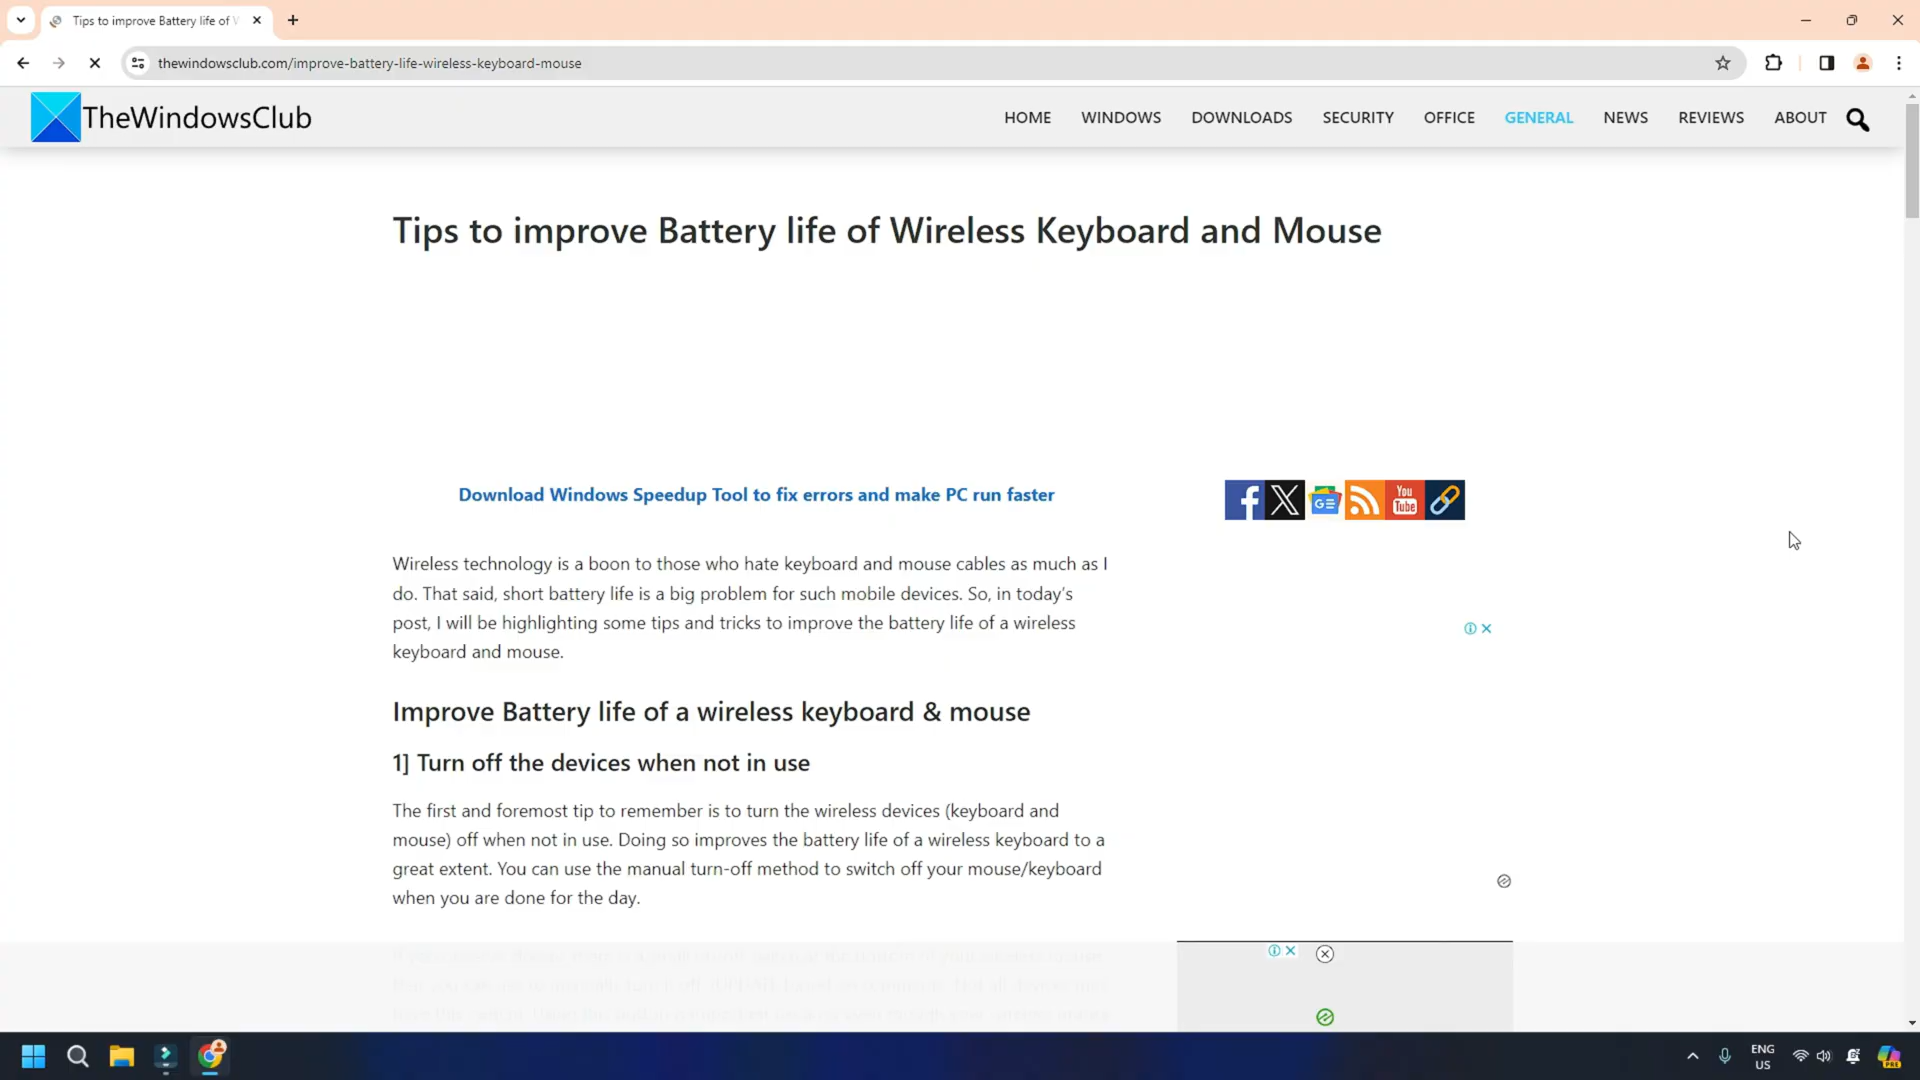 Tips to improve Battery life of W
thewindowsclub.com/improve-battery-life-wireless-keyboard-mouse
TheWindowsClub
HOME WINDOWS DOWNLOADS SECURITY OFFICE GENERAL NEWS REVIEWS ABOUT
Tips to improve Battery life of Wireless Keyboard and Mouse
Download Windows Speedup Tool to fix errors and make PC run faster
GE
You
Tube
Wireless technology is a boon to those who hate keyboard and mouse cables as much as I
do. That said, short battery life is a big problem for such mobile devices. So, in today's
post, I will be highlighting some tips and tricks to improve the battery life of a wireless
keyboard and mouse.
Improve Battery life of a wireless keyboard & mouse
1] Turn off the devices when not in use
The first and foremost tip to remember is to turn the wireless devices (keyboard and
mouse) off when not in use. Doing so improves the battery life of a wireless keyboard to a
great extent. You can use the manual turn-off method to switch off your mouse/keyboard
when you are done for the day.
ENG
US
PRE